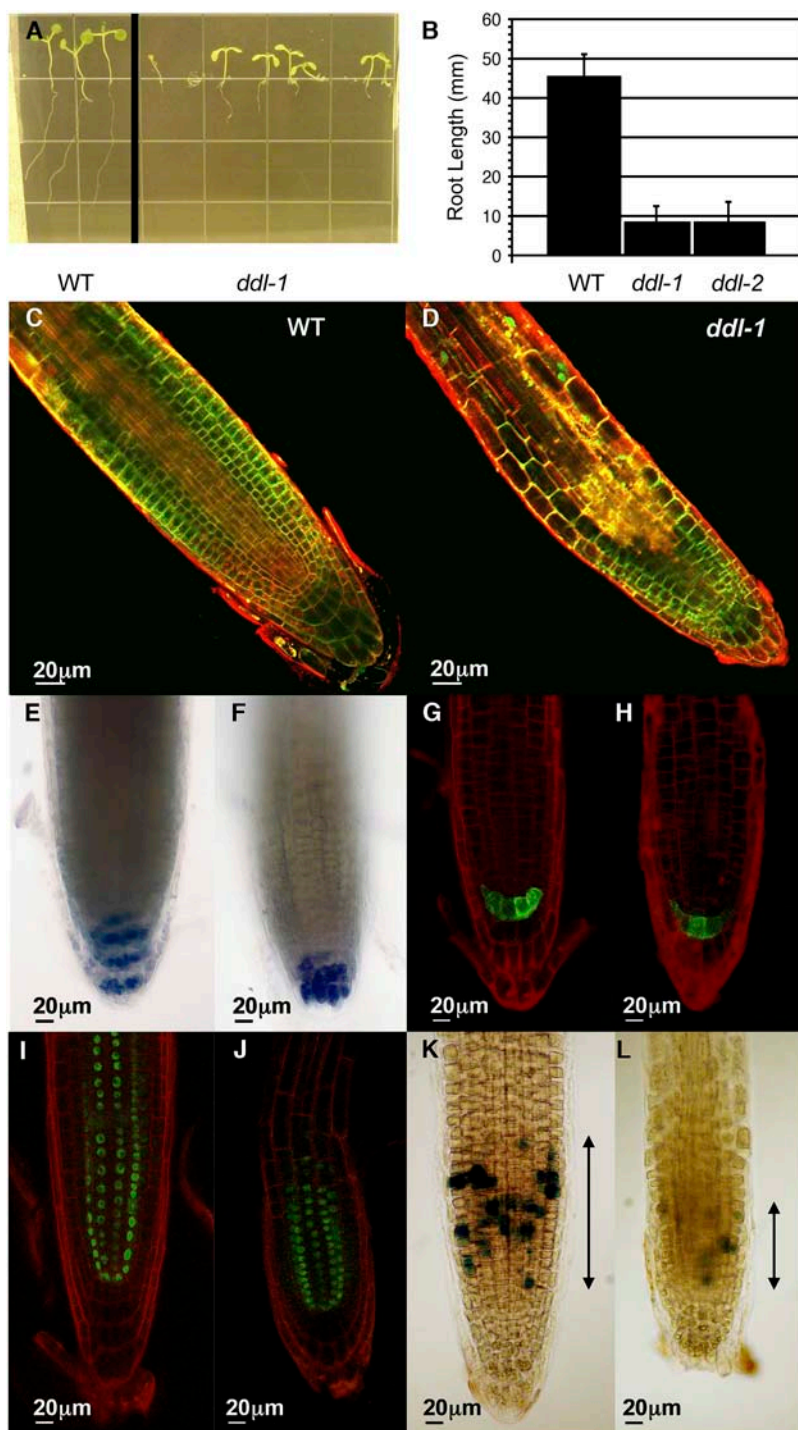 A
B
60
50
40
30
20
10
0
Root Length (mm)
WT ddl-1
WT ddl-1 ddl-2
C
WT
20μm
D
ddl-1
20μm
E
20μm
F
20μm
G
20μm
H
20μm
I
20μm
J
20μm
K
20μm
L
20μm